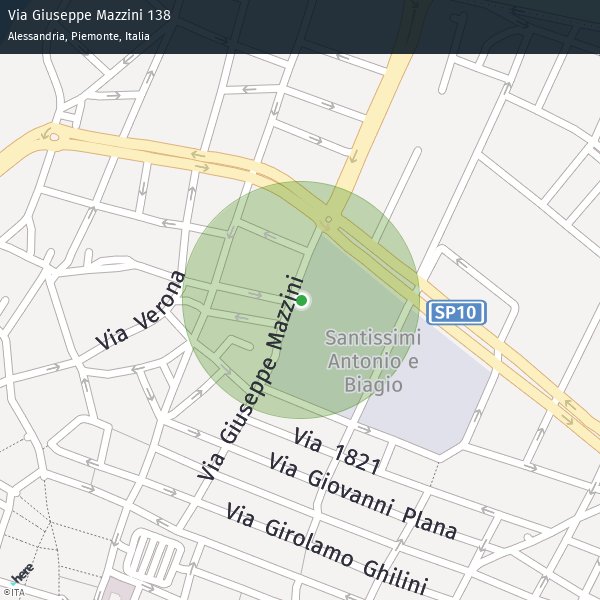 Via Giuseppe Mazzini 138
Alessandria, Piemonte, Italia
Via Verona
Via Giuseppe Mazzini
SP10
Santissimi
Antonio e
Biagio
Via 1821
Via Giovanni Plana
Via Girolamo Ghilini
here
©ITA